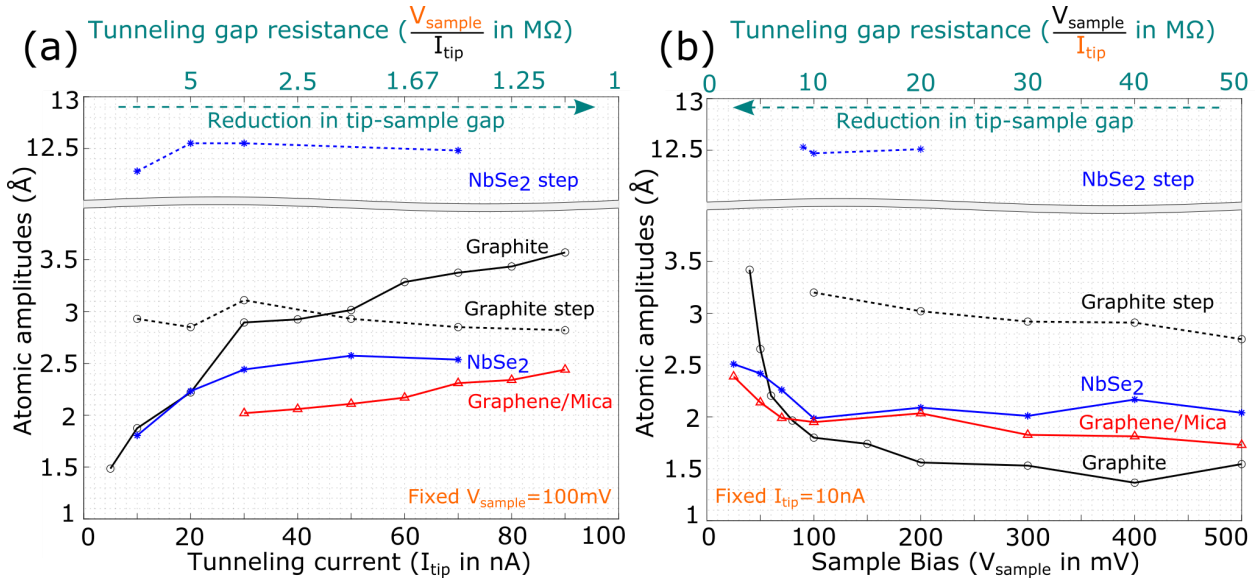 (a)
Tunneling gap resistance (V_sample/I_tip in MΩ)
5 2.5 1.67 1.25 1
Reduction in tip-sample gap
13
12.5
3.5
3
2.5
2
1.5
1
Atomic amplitudes (Å)
NbSe2 step
Graphite
Graphite step
NbSe2
Graphene/Mica
Fixed V_sample=100mV
0 20 40 60 80 100
Tunneling current (I_tip in nA)
(b)
Tunneling gap resistance (V_sample/I_tip in MΩ)
0 10 20 30 40 50
Reduction in tip-sample gap
13
12.5
3.5
3
2.5
2
1.5
1
Atomic amplitudes (Å)
NbSe2 step
Graphite step
NbSe2
Graphene/Mica
Graphite
Fixed I_tip=10nA
0 100 200 300 400 500
Sample Bias (V_sample in mV)